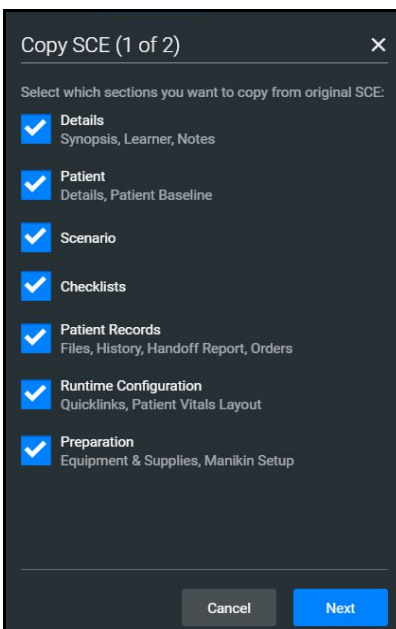 Copy SCE (1 of 2)
Select which sections you want to copy from original SCE:
Details
Synopsis, Learner, Notes
Patient
Details, Patient Baseline
Scenario
Checklists
Patient Records
Files, History, Handoff Report, Orders
Runtime Configuration
Quicklinks, Patient Vitals Layout
Preparation
Equipment & Supplies, Manikin Setup
Cancel Next